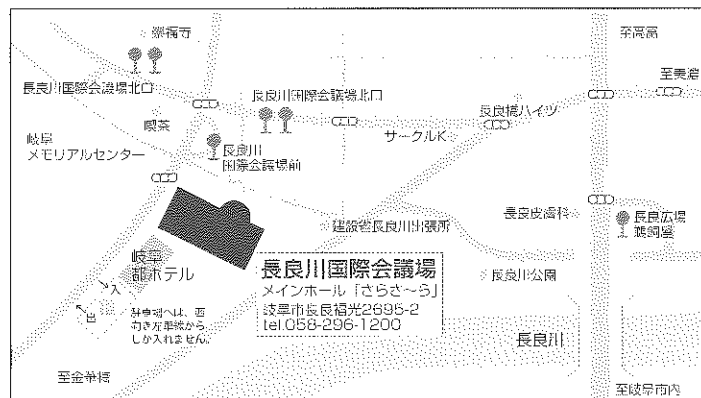 崇福寺
至高富
至美濃
長良川国際会議場北口
長良川国際会議場北口
長良橋ハイツ
喫茶
サークルK
岐阜
メモリアルセンター
長良川
国際会議場前
建設省長良川出張所
長良皮膚科
長良広場
鵜飼屋
岐阜
都ホテル
長良川国際会議場
メインホール「さらさ～ら」
岐阜市長良福光2695-2
tel.058-296-1200
長良川公園
入
出
駐車場へは、西
向き左車線から
しか入れません。
長良川
至金華橋
至岐阜市内